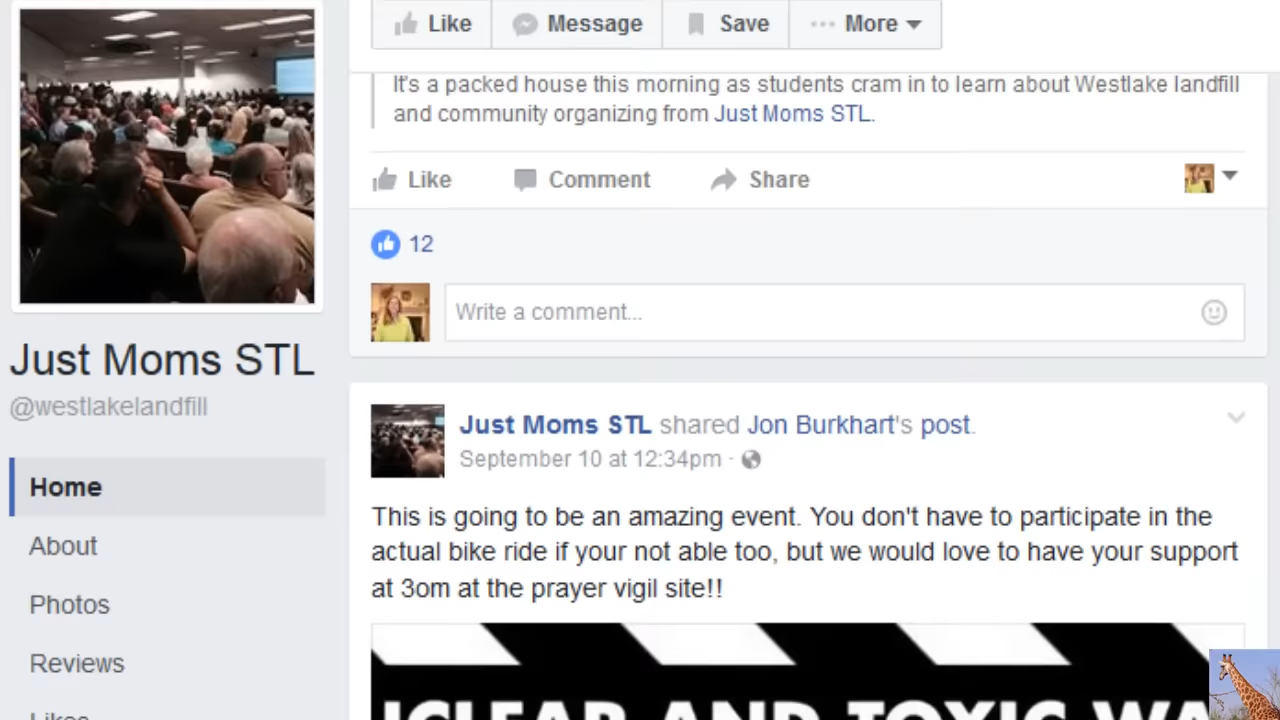 Like Message Save ··· More
It's a packed house this morning as students cram in to learn about Westlake landfill
and community organizing from Just Moms STL.
Like Comment Share
12
Write a comment...
Just Moms STL
@westlakelandfill
Home
About
Photos
Reviews
Likes
Just Moms STL shared Jon Burkhart's post.
September 10 at 12:34pm ·
This is going to be an amazing event. You don't have to participate in the
actual bike ride if your not able too, but we would love to have your support
at 3om at the prayer vigil site!!
AND TOXIC